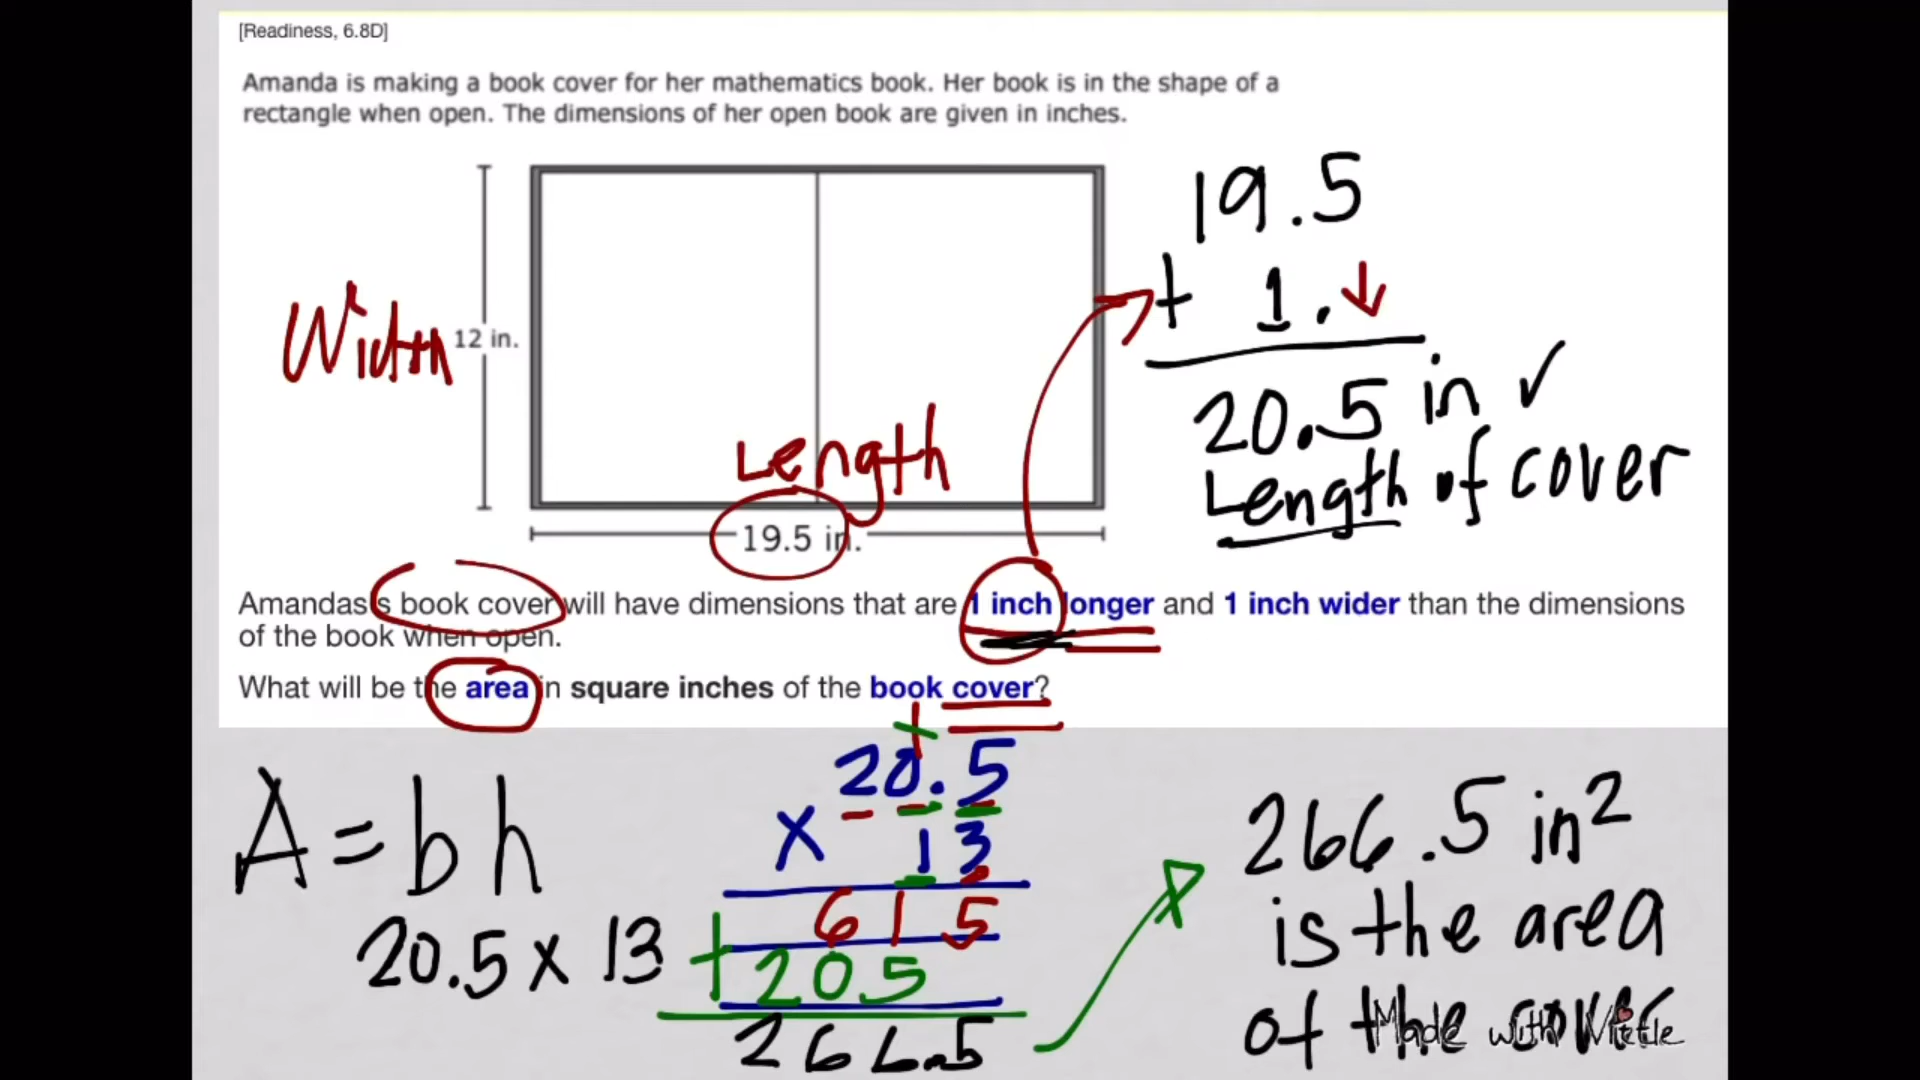 [Readiness, 6.8D]
Amanda is making a book cover for her mathematics book. Her book is in the shape of a
rectangle when open. The dimensions of her open book are given in inches.
19.5
+ 1.
20.5 in ✓
Length of cover
Width
12 in.
Length
19.5 in.
Amandas's book cover will have dimensions that are 1 inch longer and 1 inch wider than the dimensions
of the book when open.
What will be the area in square inches of the book cover?
A = bh
20.5 x 13
20.5
x 13
615
+ 205
266.5
266.5 in²
is the area
of the cover
Made with Vittle